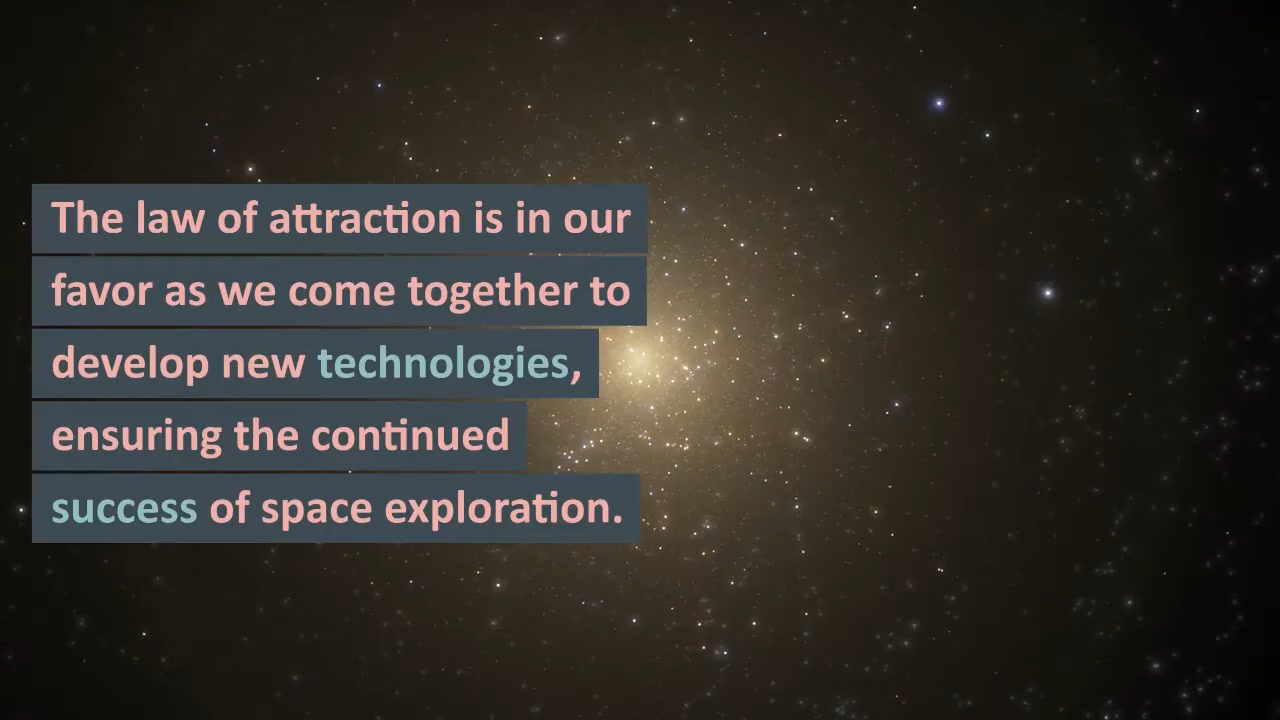 The law of attraction is in our
favor as we come together to
develop new technologies,
ensuring the continued
success of space exploration.